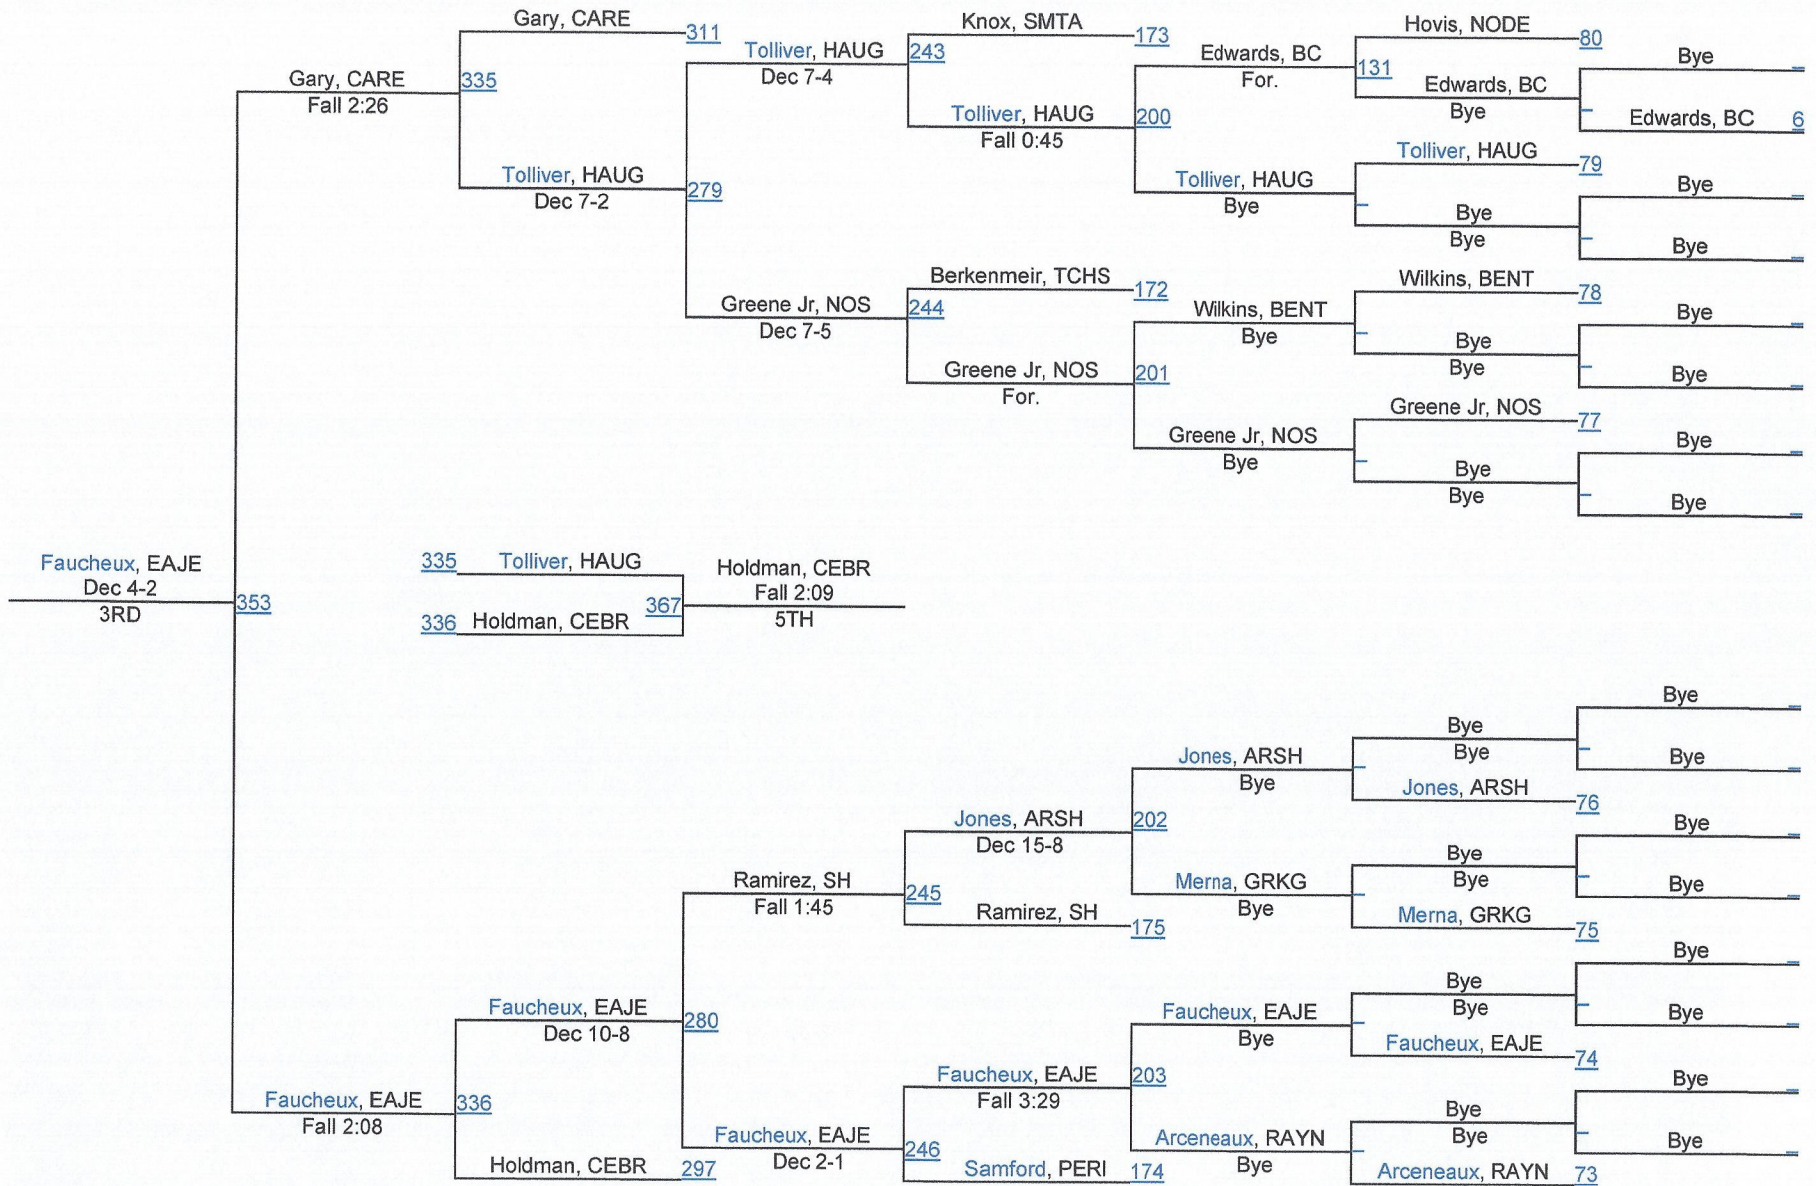 Gary, CARE
311
Knox, SMTA
173
Hovis, NODE
80
Bye
Tolliver, HAUG
243
Dec 7-4
Edwards, BC
For.
131
Edwards, BC
Bye
Edwards, BC 6
Gary, CARE
Fall 2:26
335
Tolliver, HAUG
Fall 0:45
200
Tolliver, HAUG
79
Bye
Tolliver, HAUG
Dec 7-2
279
Tolliver, HAUG
Bye
Bye
Bye
Bye
Berkenmeir, TCHS
172
Wilkins, BENT
78
Bye
Greene Jr, NOS
Dec 7-5
244
Wilkins, BENT
Bye
Bye
Bye
Bye
Greene Jr, NOS
For.
201
Greene Jr, NOS
77
Bye
Greene Jr, NOS
Bye
Bye
Bye
Bye
Faucheux, EAJE
Dec 4-2
3RD
353
335 Tolliver, HAUG
336 Holdman, CEBR
367
Holdman, CEBR
Fall 2:09
5TH
Bye
Bye
Bye
Bye
Jones, ARSH
Bye
Jones, ARSH
76
Jones, ARSH
Dec 15-8
202
Bye
Bye
Bye
Bye
Ramirez, SH
Fall 1:45
245
Merna, GRKG
Bye
Merna, GRKG
75
Ramirez, SH
175
Bye
Bye
Bye
Bye
Faucheux, EAJE
Dec 10-8
280
Faucheux, EAJE
Bye
Faucheux, EAJE
74
Faucheux, EAJE
Fall 3:29
203
Bye
Faucheux, EAJE
Fall 2:08
336
Bye
Bye
Bye
Faucheux, EAJE
Dec 2-1
246
Arceneaux, RAYN
Bye
Holdman, CEBR
297
Samford, PERI
174
Arceneaux, RAYN
73